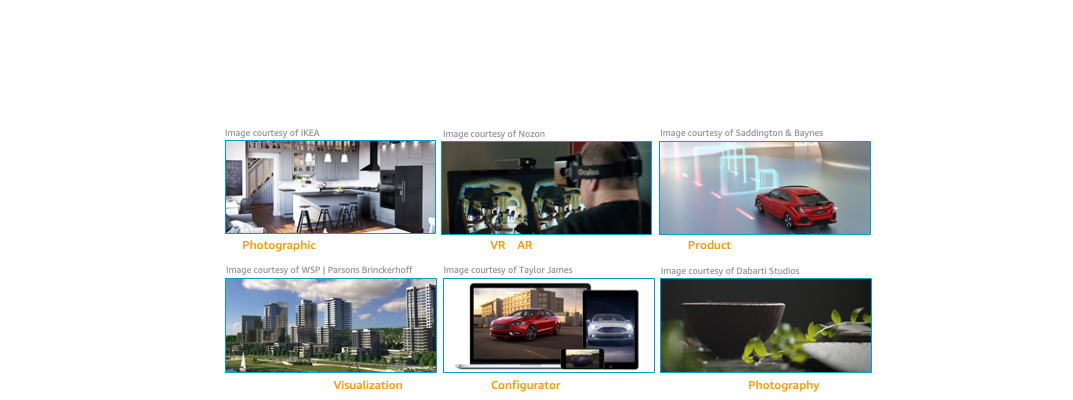 Image courtesy of IKEA
Image courtesy of Nozon
Image courtesy of Saddington & Baynes
Oculus
Photographic
VR AR
Product
Image courtesy of WSP | Parsons Brinckerhoff
Image courtesy of Taylor James
Image courtesy of Dabarti Studios
Visualization
Configurator
Photography